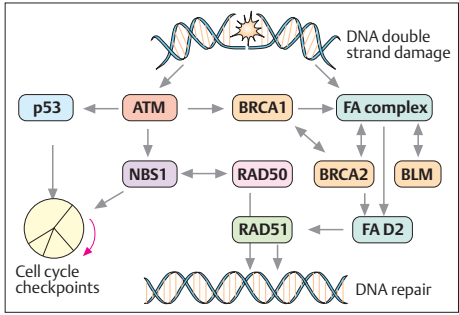 DNA double
strand damage
p53
ATM
BRCA1
FA complex
NBS1
RAD50
BRCA2
BLM
RAD51
FA D2
Cell cycle
checkpoints
DNA repair